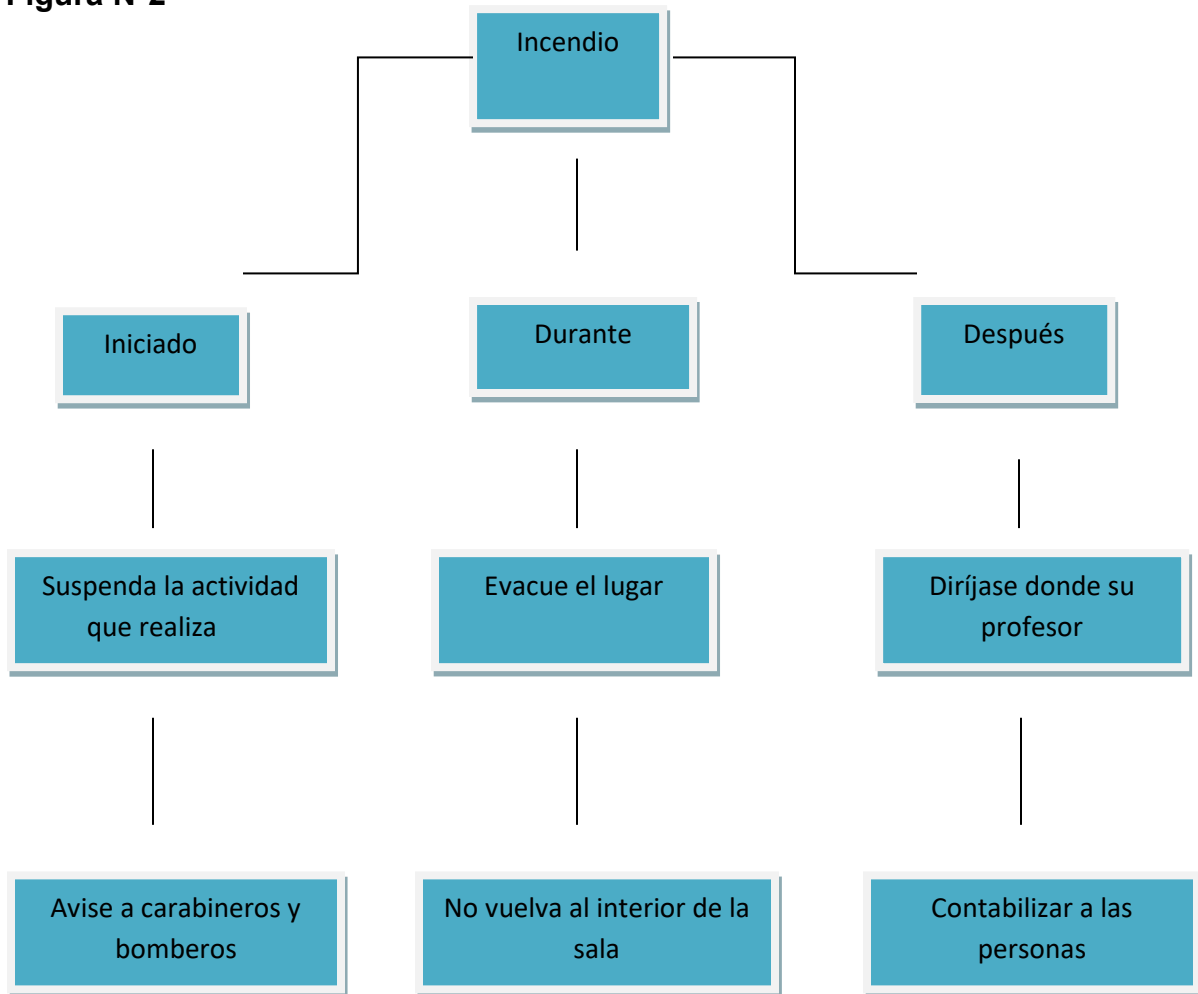 Figura N°2
Incendio
Iniciado
Durante
Después
Suspenda la actividad
que realiza
Evacue el lugar
Diríjase donde su
profesor
Avise a carabineros y
bomberos
No vuelva al interior de la
sala
Contabilizar a las
personas